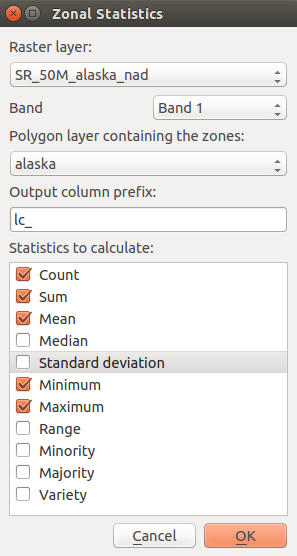 Zonal Statistics
Raster layer:
SR_50M_alaska_nad
Band Band 1
Polygon layer containing the zones:
alaska
Output column prefix:
lc_
Statistics to calculate:
Count
Sum
Mean
Median
Standard deviation
Minimum
Maximum
Range
Minority
Majority
Variety
Cancel OK